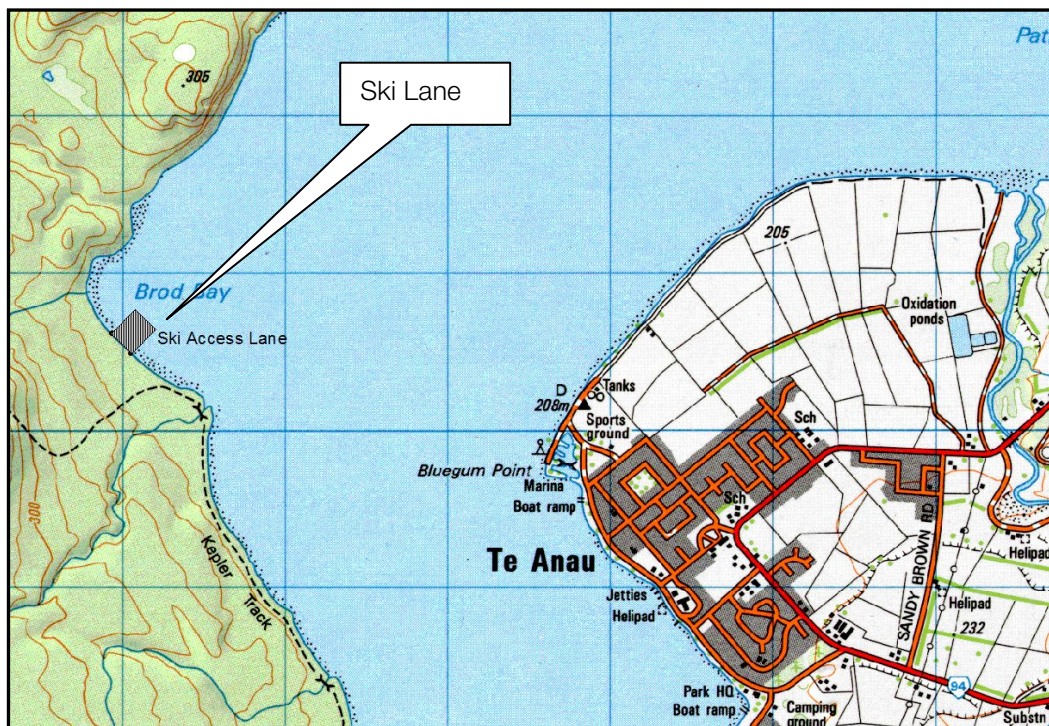 Pat
305
Ski Lane
205
Brod Bay
Ski Access Lane
Oxidation
ponds
D
Tanks
208m
Sports
ground
Sch
Bluegum Point
Marina
Boat ramp
Sch
300
Kepler
Track
Te Anau
SANDY BROWN RD
Helipad
Jetties
Helipad
Helipad
232
94
Park HQ
Boat ramp
Camping
ground
Substn